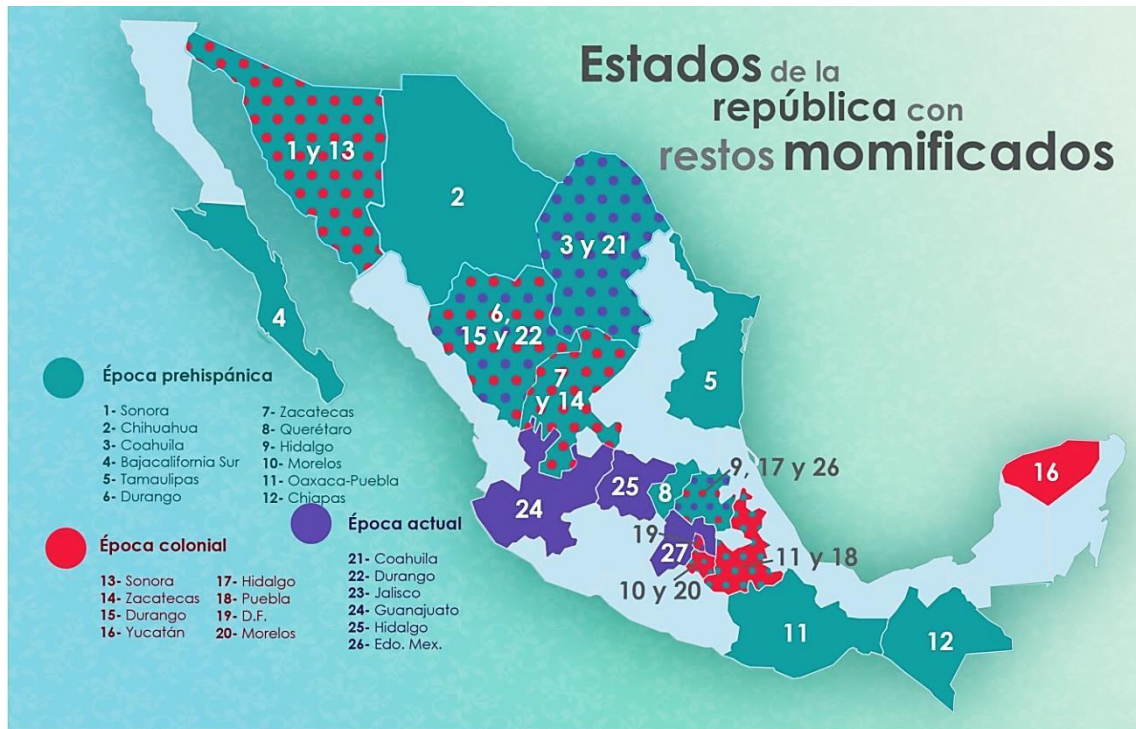 Estados de la
república con
restos momificados
1 y 13
2
3 y 21
4
5
6,
15 y 22
7
y 14
8
9, 17 y 26
24
25
16
19
27
11 y 18
10 y 20
11
12
Época prehispánica
1- Sonora
2- Chihuahua
3- Coahuila
4- Bajacalifornia Sur
5- Tamaulipas
6- Durango
7- Zacatecas
8- Querétaro
9- Hidalgo
10- Morelos
11- Oaxaca-Puebla
12- Chiapas
Época colonial
13- Sonora
14- Zacatecas
15- Durango
16- Yucatán
17- Hidalgo
18- Puebla
19- D.F.
20- Morelos
Época actual
21- Coahuila
22- Durango
23- Jalisco
24- Guanajuato
25- Hidalgo
26- Edo. Mex.